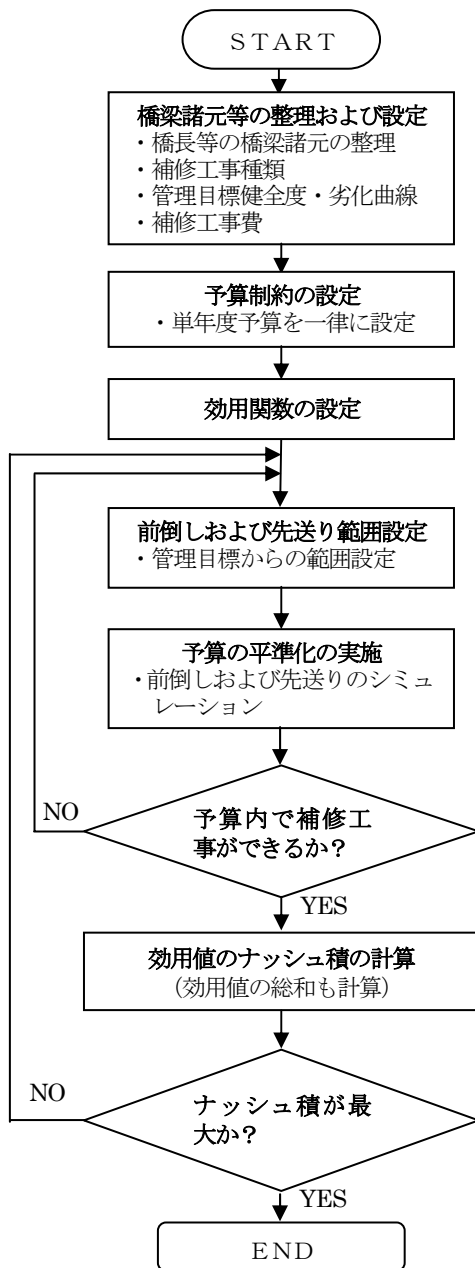 ＳＴＡＲＴ
橋梁諸元等の整理および設定
・橋長等の橋梁諸元の整理
・補修工事種類
・管理目標健全度・劣化曲線
・補修工事費
予算制約の設定
・単年度予算を一律に設定
効用関数の設定
前倒しおよび先送り範囲設定
・管理目標からの範囲設定
予算の平準化の実施
・前倒しおよび先送りのシミュ
レーション
NO
予算内で補修工
事ができるか？
YES
効用値のナッシュ積の計算
（効用値の総和も計算）
NO
ナッシュ積が最
大か？
YES
ＥＮＤ